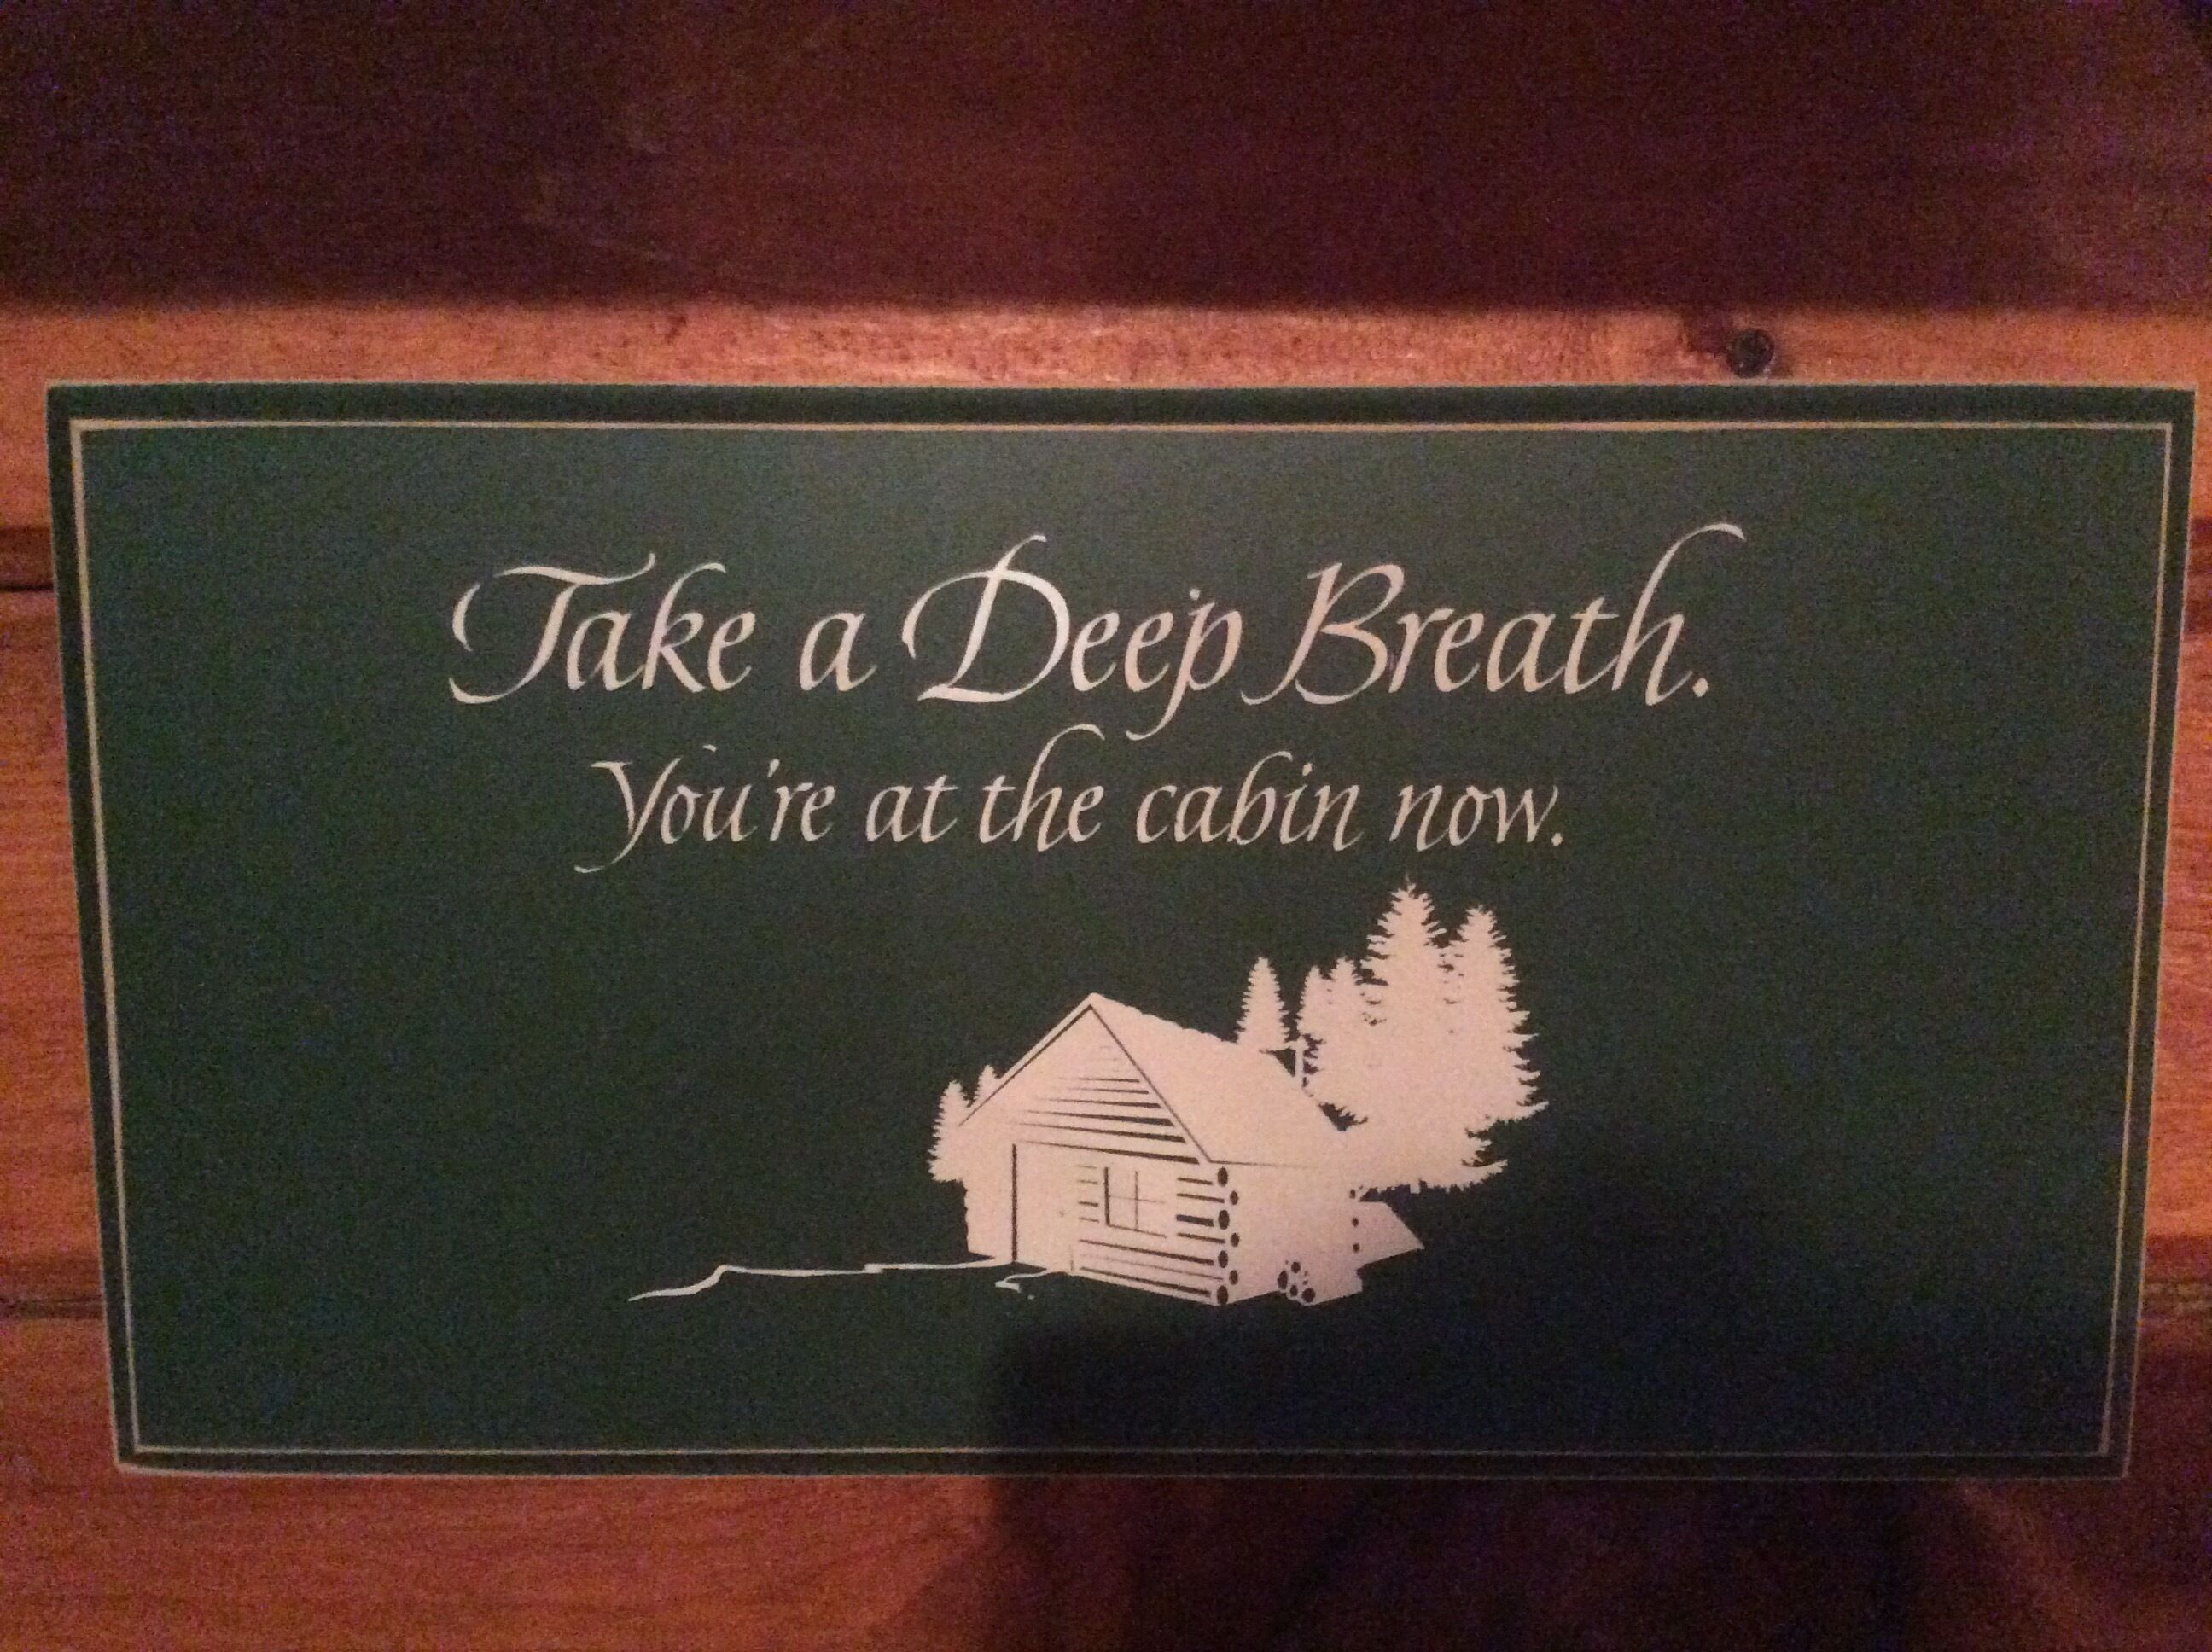 Take a Deep Breath.
You're at the cabin now.